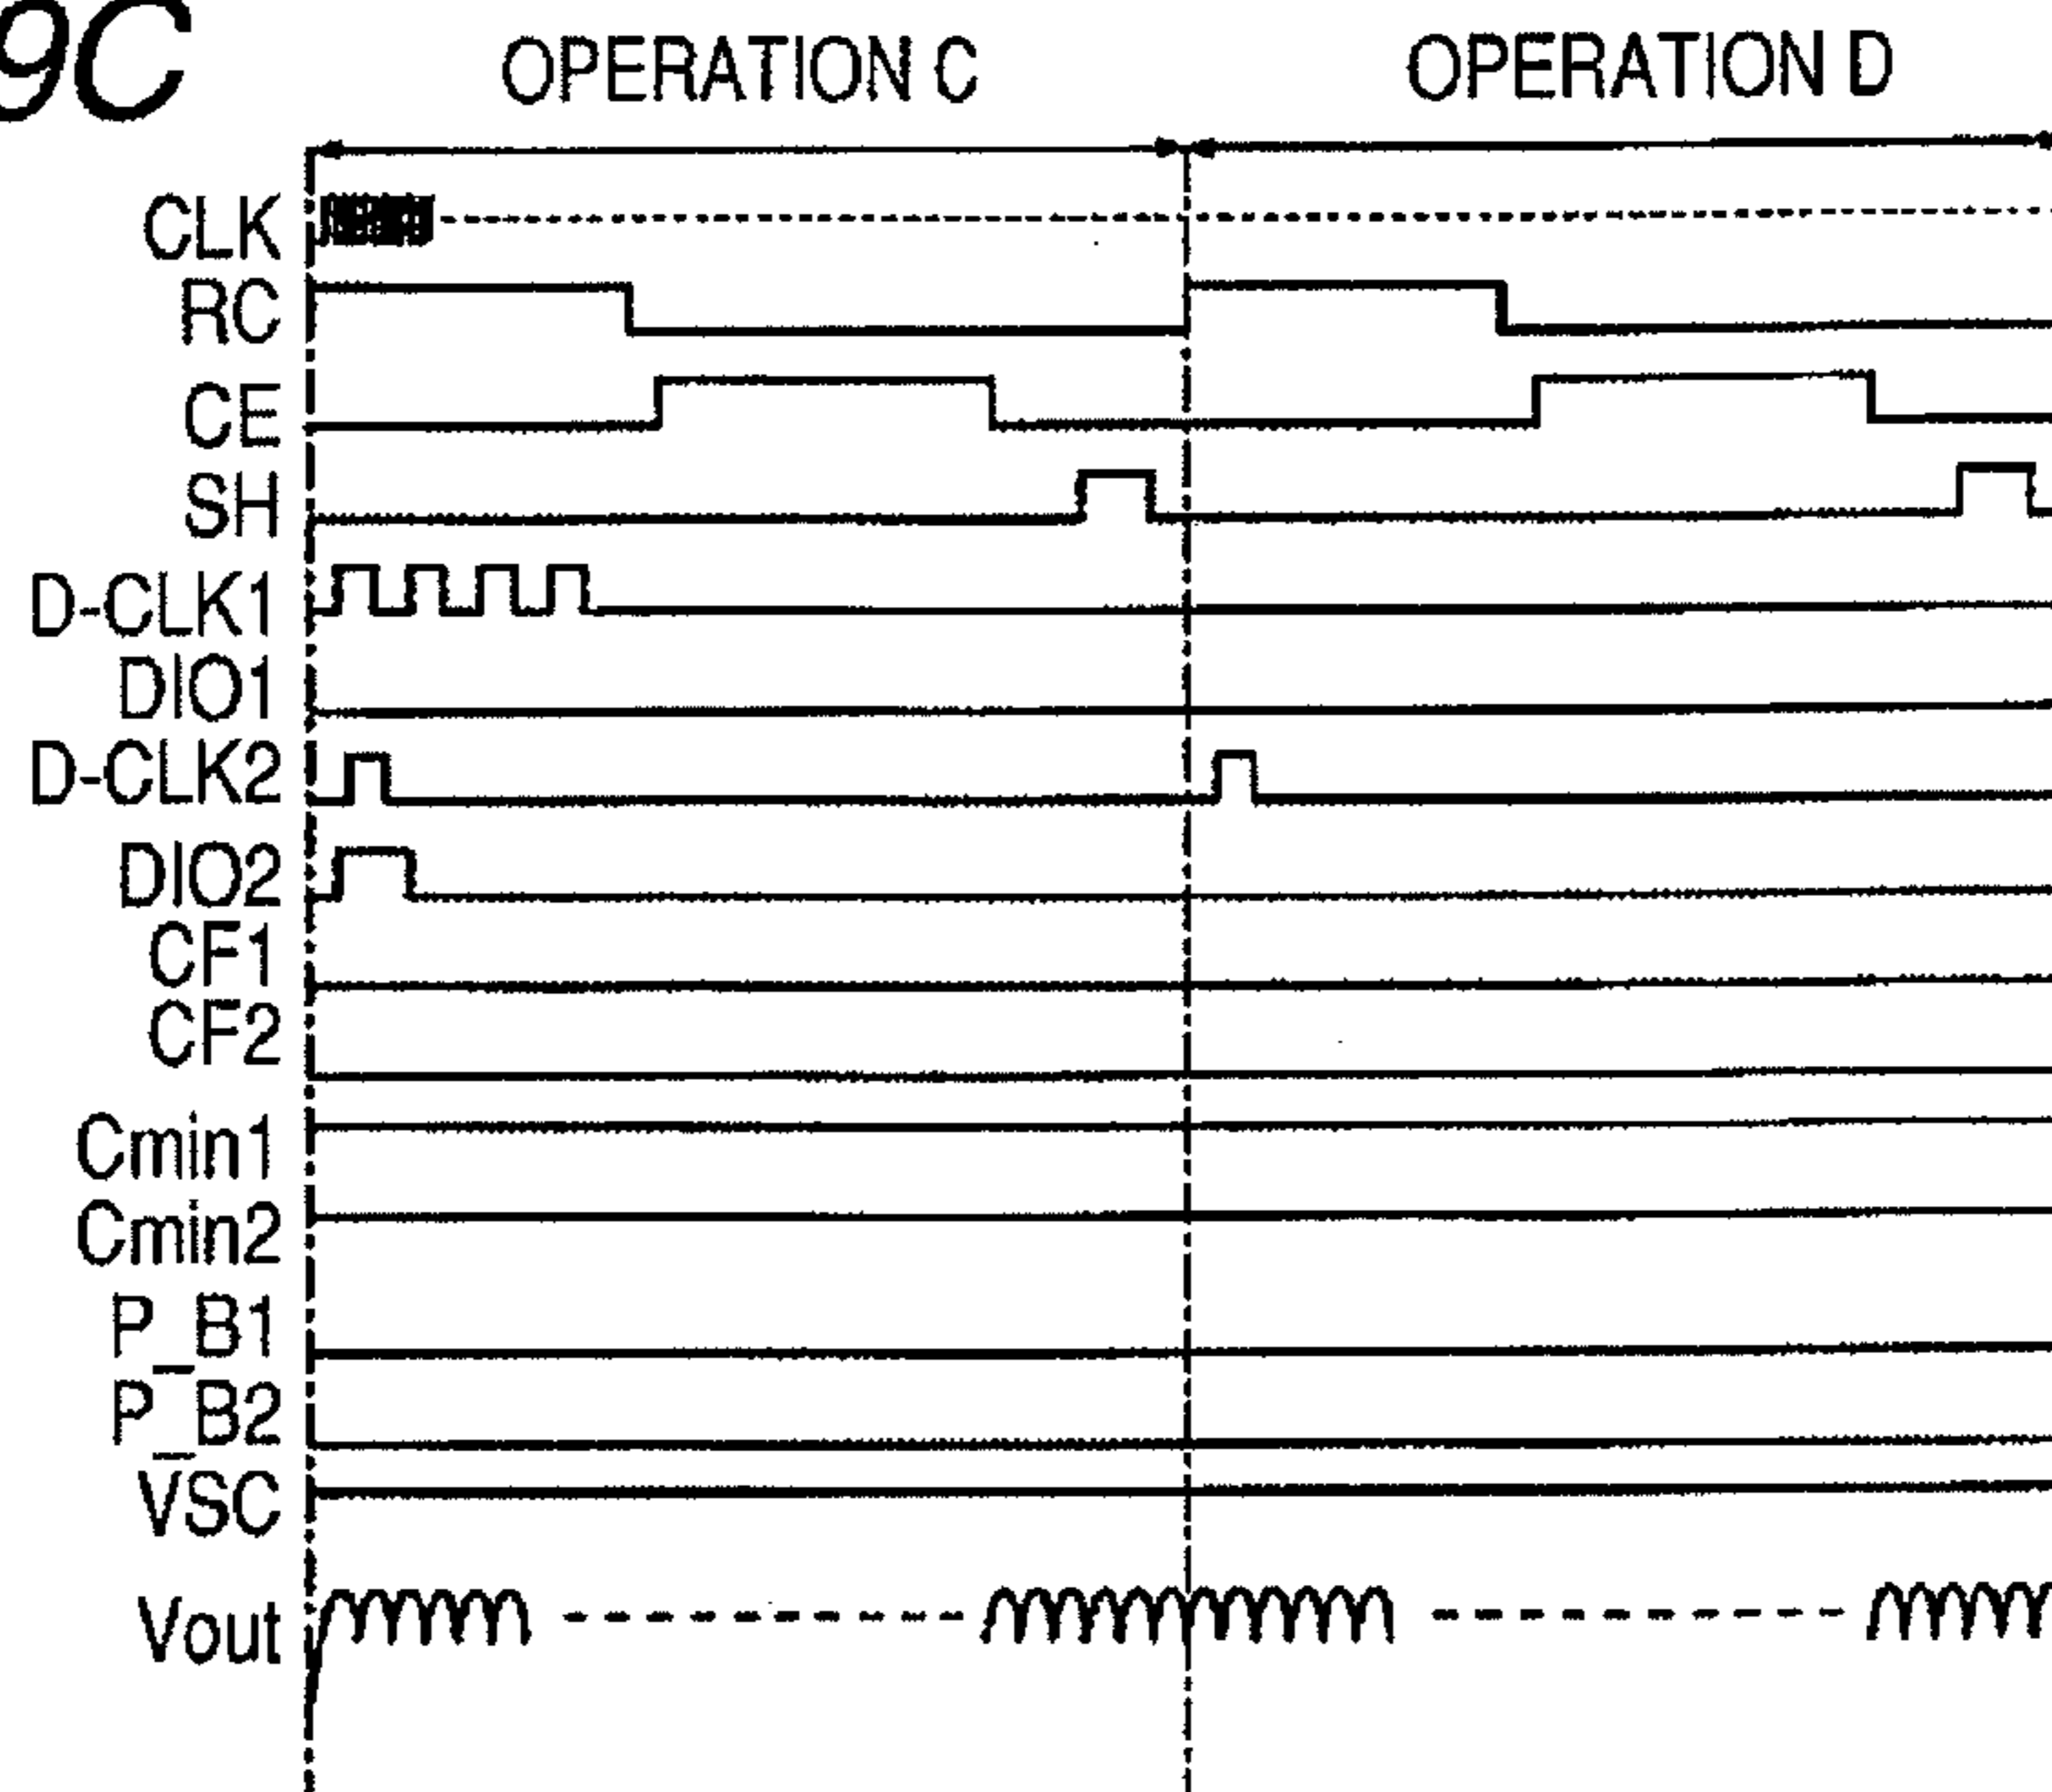 9C
OPERATION C OPERATION D
CLK
RC
CE
SH
D-CLK1
DIO1
D-CLK2
DIO2
CF1
CF2
Cmin1
Cmin2
P_B1
P_B2
VSC
Vout